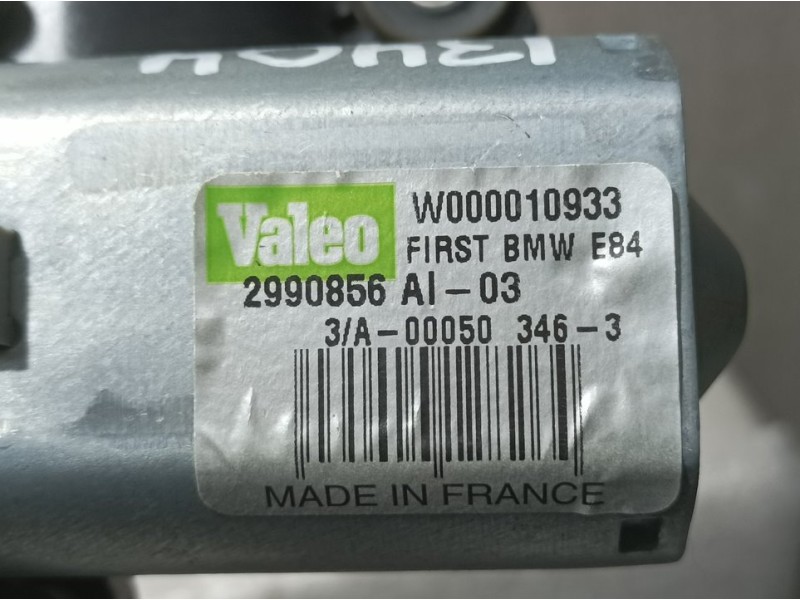 Valeo W000010933
FIRST BMW E84
2990856 AI-03
3/A-00050 346-3
MADE IN FRANCE